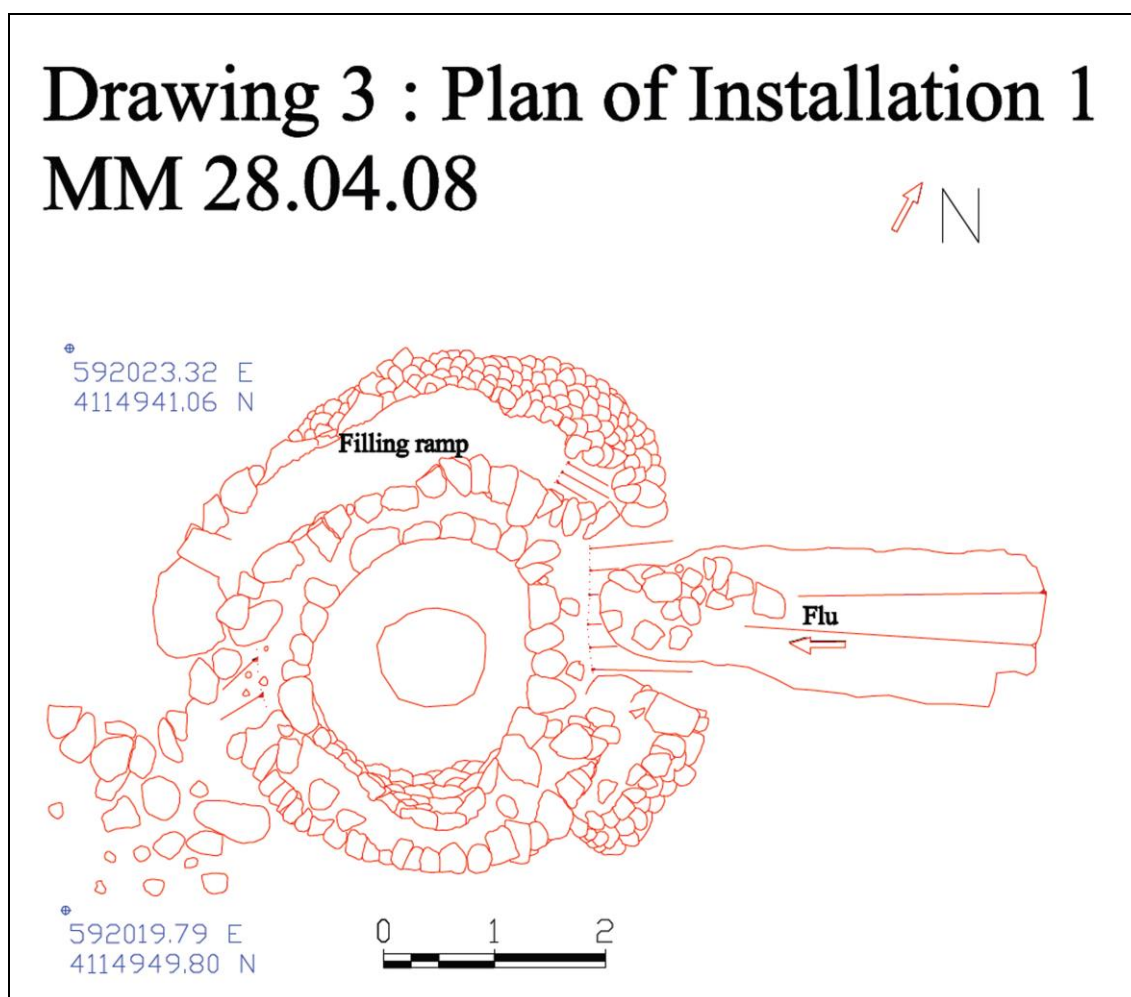 Drawing 3 : Plan of Installation 1
MM 28.04.08
N
592023.32 E
4114941.06 N
Filling ramp
Flu
592019.79 E
4114949.80 N
0 1 2